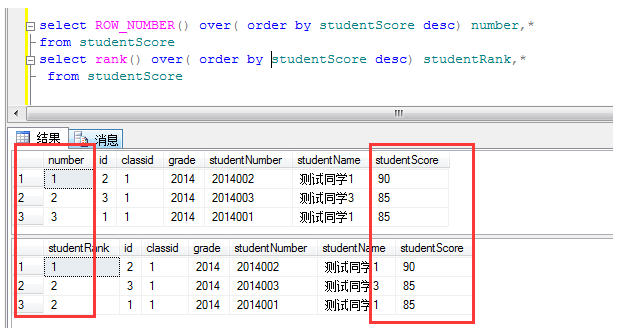 select ROW_NUMBER() over( order by studentScore desc) number,*
from studentScore
select rank() over( order by studentScore desc) studentRank,*
from studentScore
结果 消息
number id classid grade studentNumber studentName studentScore
1 1 2 1 2014 2014002 测试同学1 90
2 2 3 1 2014 2014003 测试同学3 85
3 3 1 1 2014 2014001 测试同学1 85
studentRank id classid grade studentNumber studentName studentScore
1 1 2 1 2014 2014002 测试同学1 90
2 2 3 1 2014 2014003 测试同学3 85
3 2 1 1 2014 2014001 测试同学1 85